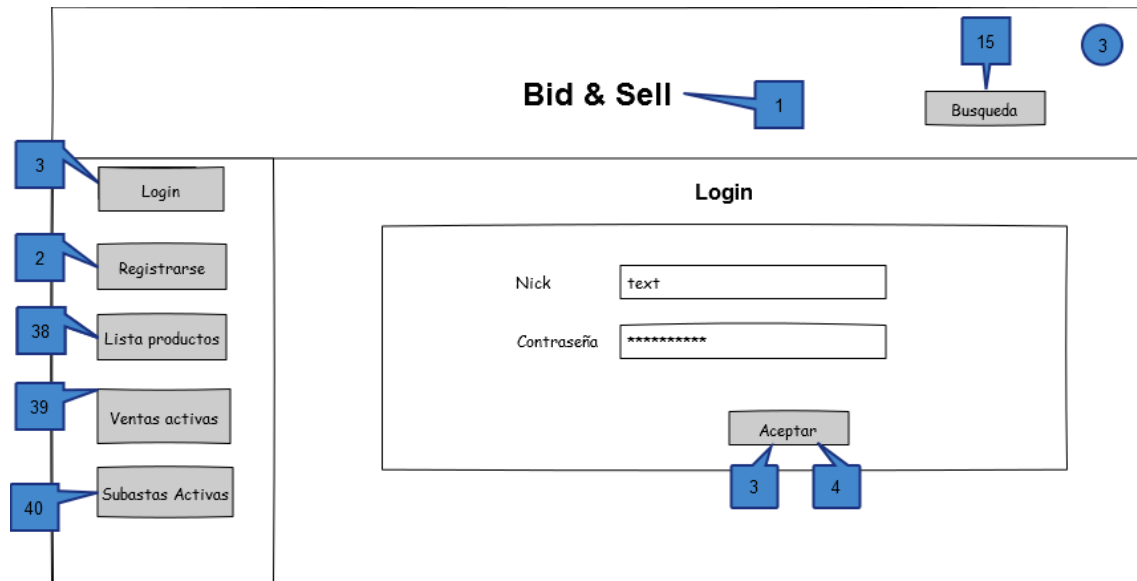 15
3
Bid & Sell
1
Busqueda
3
Login
Login
2
Registrarse
Nick
text
38
Lista productos
Contraseña
**********
39
Ventas activas
Aceptar
3
4
40
Subastas Activas